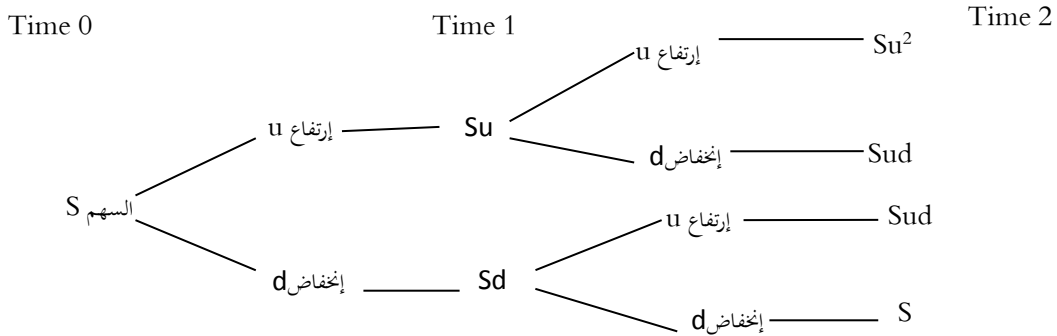 Time 0
Time 1
Time 2
السهم S
إرتفاع u
Su
إرتفاع u
Su²
إنخفاض d
Sud
إنخفاض d
Sd
إرتفاع u
Sud
إنخفاض d
S